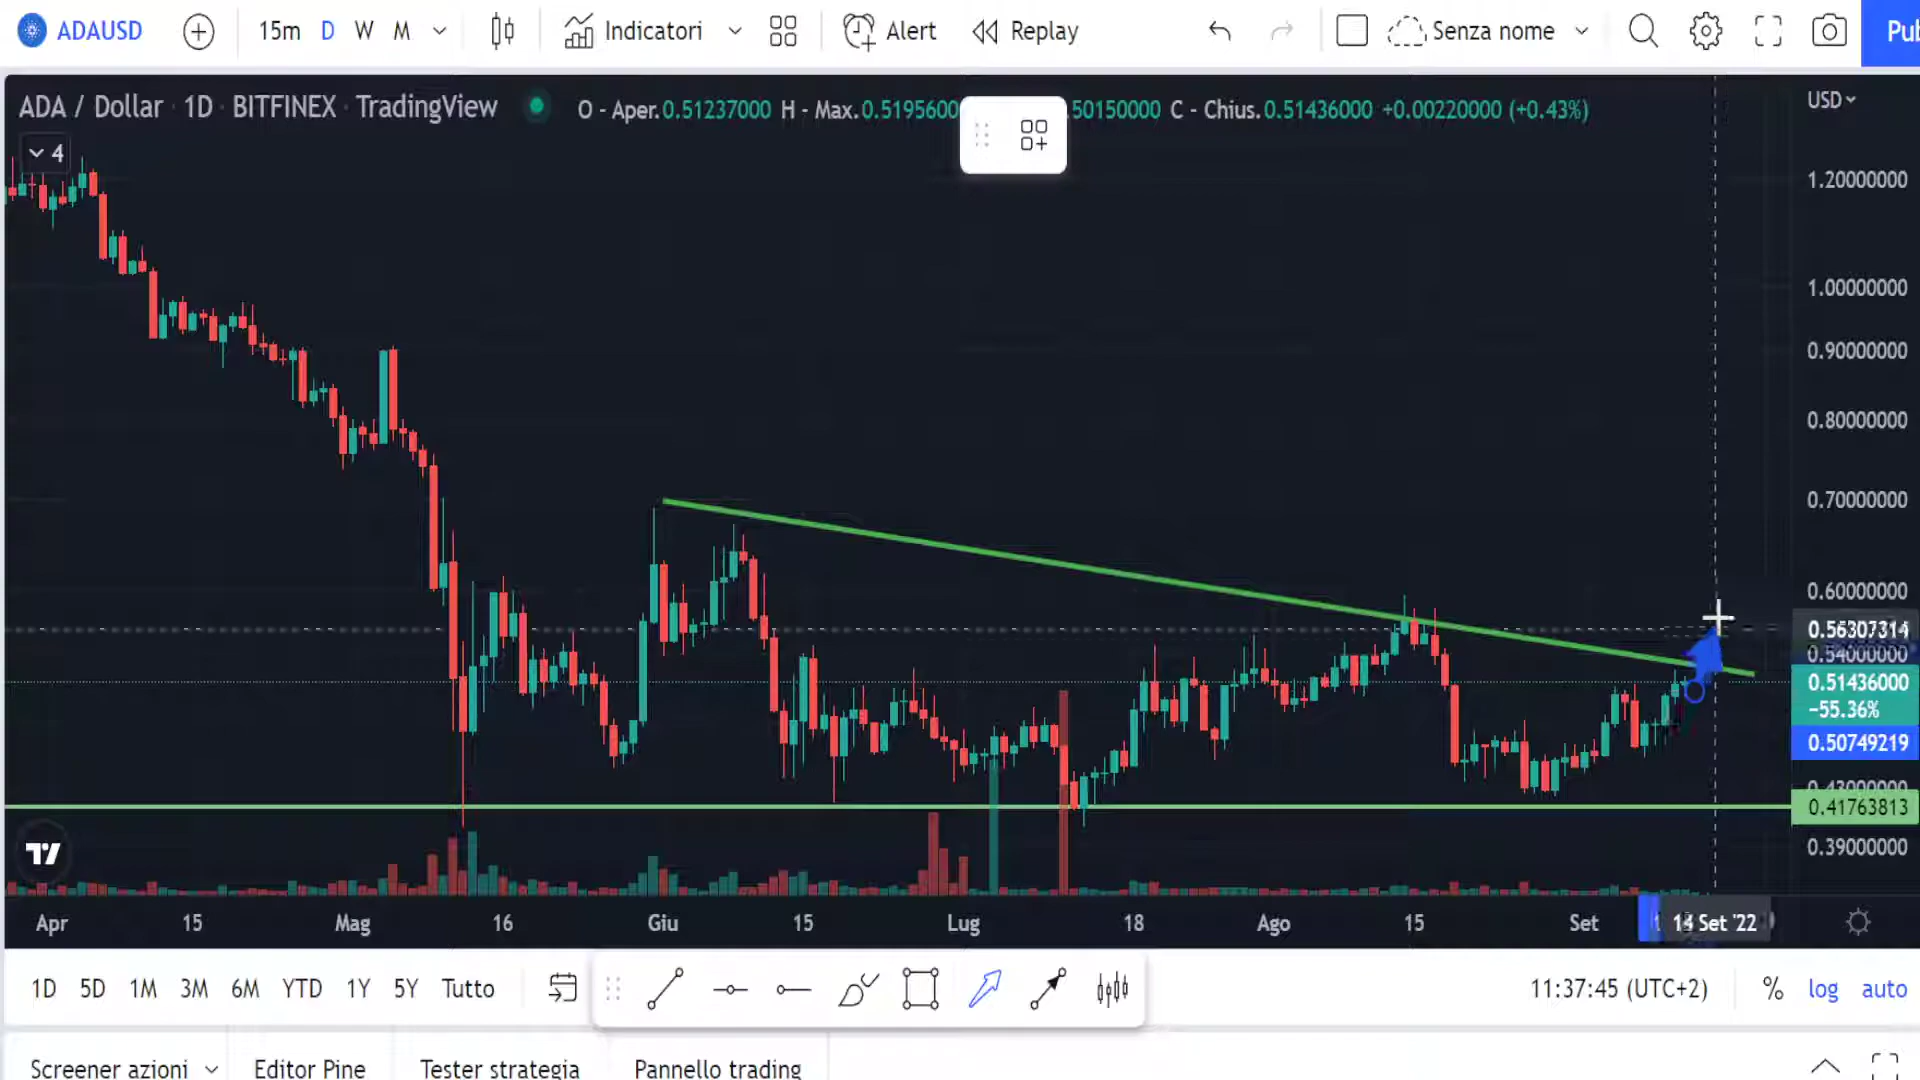 ADAUSD 15m D W M Indicatori Alert Replay Senza nome
ADA / Dollar · 1D · BITFINEX · TradingView O - Aper.0.51237000 H - Max.0.5195600 50150000 C - Chius.0.51436000 +0.00220000 (+0.43%) USD
4
1.20000000
1.00000000
0.90000000
0.80000000
0.70000000
0.60000000
0.56307314
0.54000000
0.51436000
−55.36%
0.50749219
0.41763813
0.39000000
Apr 15 Mag 16 Giu 15 Lug 18 Ago 15 Set 14 Set '22
1D 5D 1M 3M 6M YTD 1Y 5Y Tutto 11:37:45 (UTC+2) % log auto
Screener azioni Editor Pine Tester strategia Pannello trading